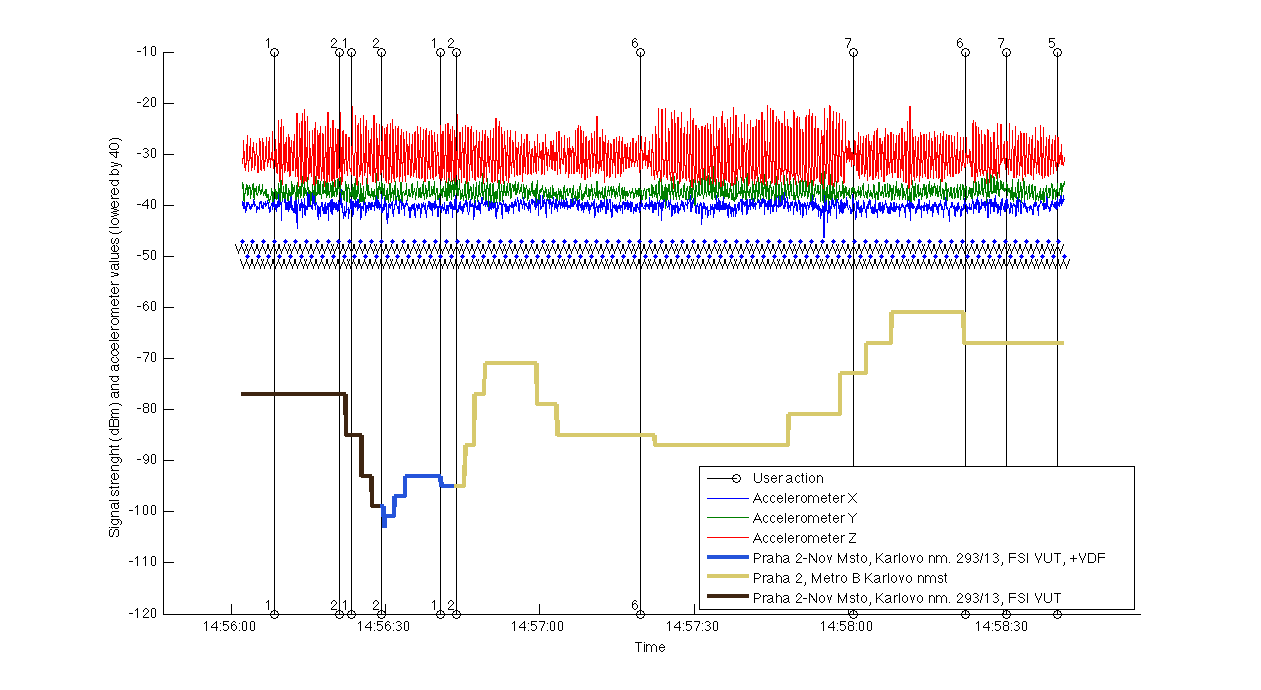 1 2 1 2 1 2 6 7 6 7 5
-10
-20
-30
-40
-50
-60
-70
-80
-90
-100
-110
-120
Signal strenght (dBm) and accelerometer values (lowered by 40)
User action
Accelerometer X
Accelerometer Y
Accelerometer Z
Praha 2-Nov Msto, Karlovo nm. 293/13, FSI VUT, +VDF
Praha 2, Metro B Karlovo nmst
Praha 2-Nov Msto, Karlovo nm. 293/13, FSI VUT
1 2 1 2 1 2 6
14:56:00 14:56:30 14:57:00 14:57:30 14:58:00 14:58:30
Time